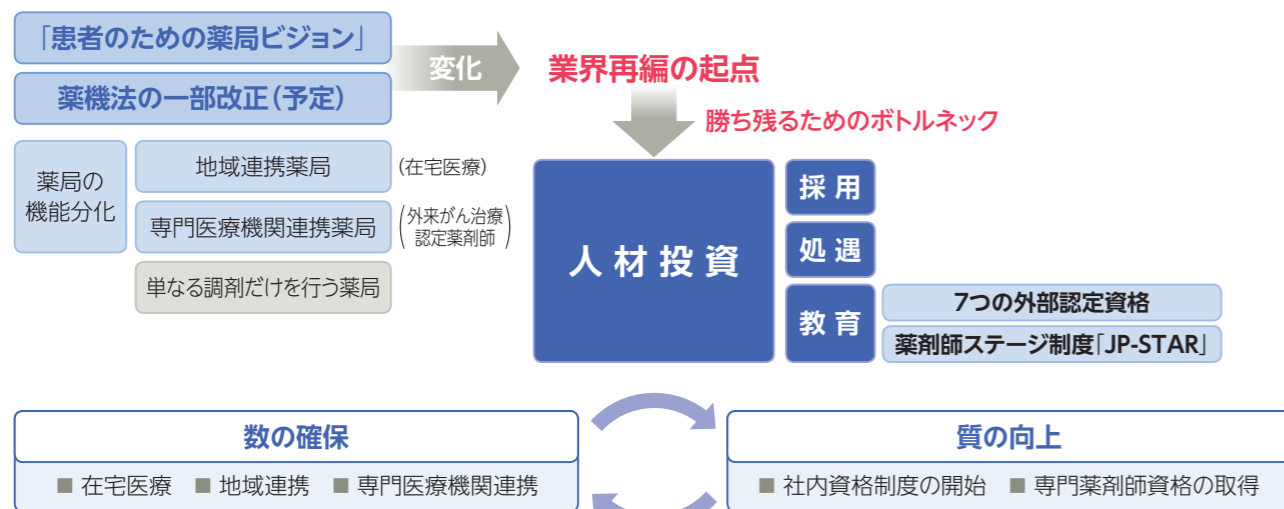 「患者のための薬局ビジョン」
薬機法の一部改正(予定)
変化
業界再編の起点
勝ち残るためのボトルネック
薬局の
機能分化
地域連携薬局
(在宅医療)
専門医療機関連携薬局
(外来がん治療
認定薬剤師)
単なる調剤だけを行う薬局
人材投資
採用
処遇
教育
7つの外部認定資格
薬剤師ステージ制度「JP-STAR」
数の確保
■ 在宅医療 ■ 地域連携 ■ 専門医療機関連携
質の向上
■ 社内資格制度の開始 ■ 専門薬剤師資格の取得